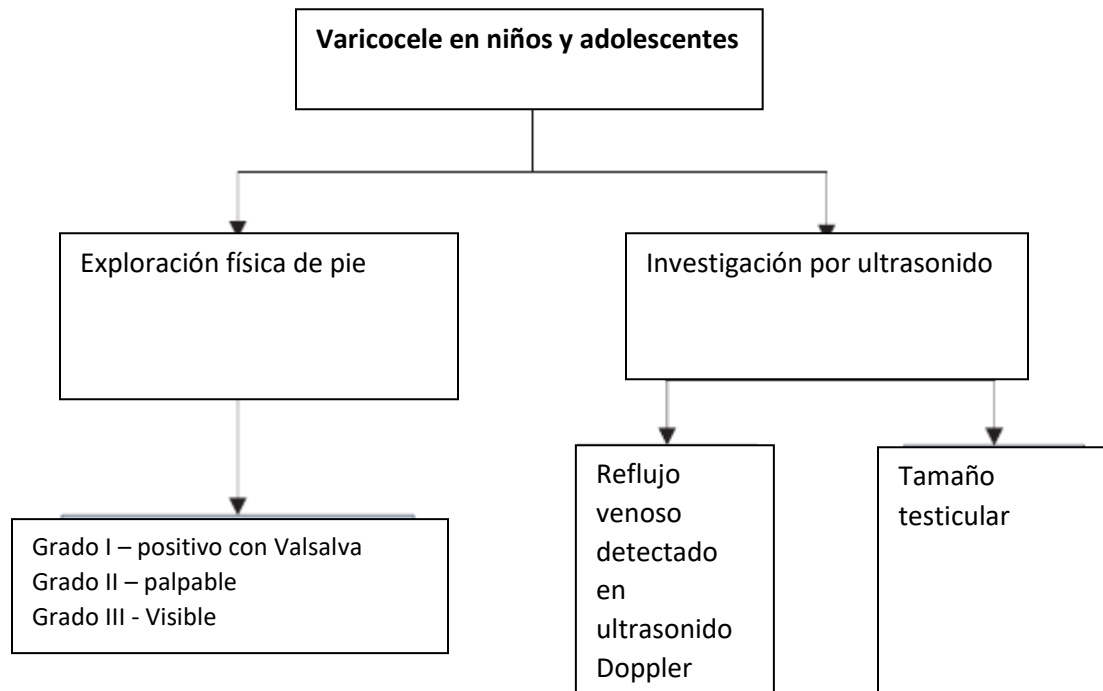 Varicocele en niños y adolescentes
Exploración física de pie
Investigación por ultrasonido
Grado I – positivo con Valsalva
Grado II – palpable
Grado III - Visible
Reflujo
venoso
detectado
en
ultrasonido
Doppler
Tamaño
testicular